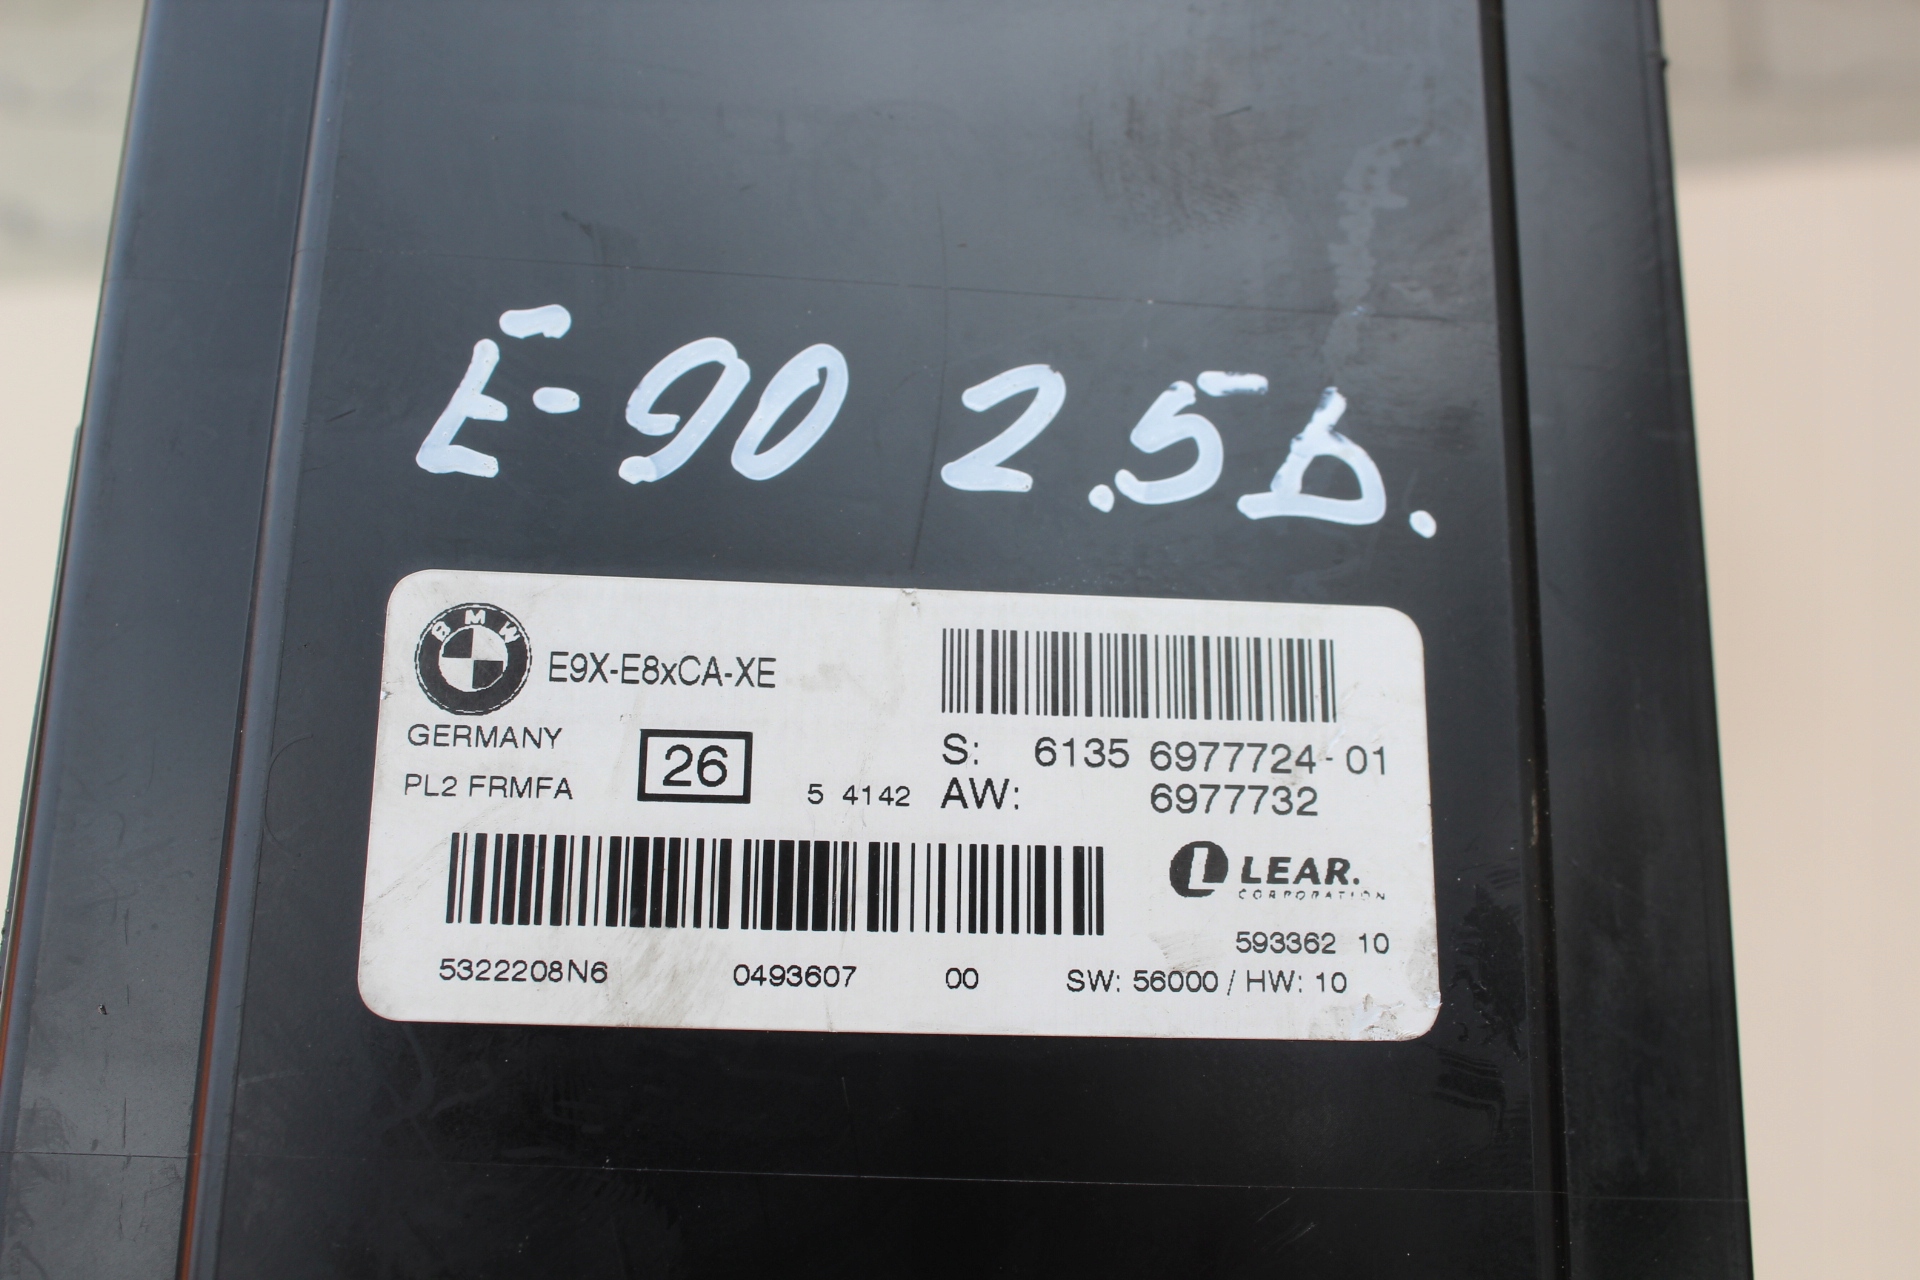 E-90 2.5D.
BMW E9X-E8xCA-XE
GERMANY
PL2 FRMFA 26 5 4142
S: 6135 6977724-01
AW: 6977732
LEAR.
CORPORATION
593362 10
5322208N6 0493607 00 SW: 56000 / HW: 10